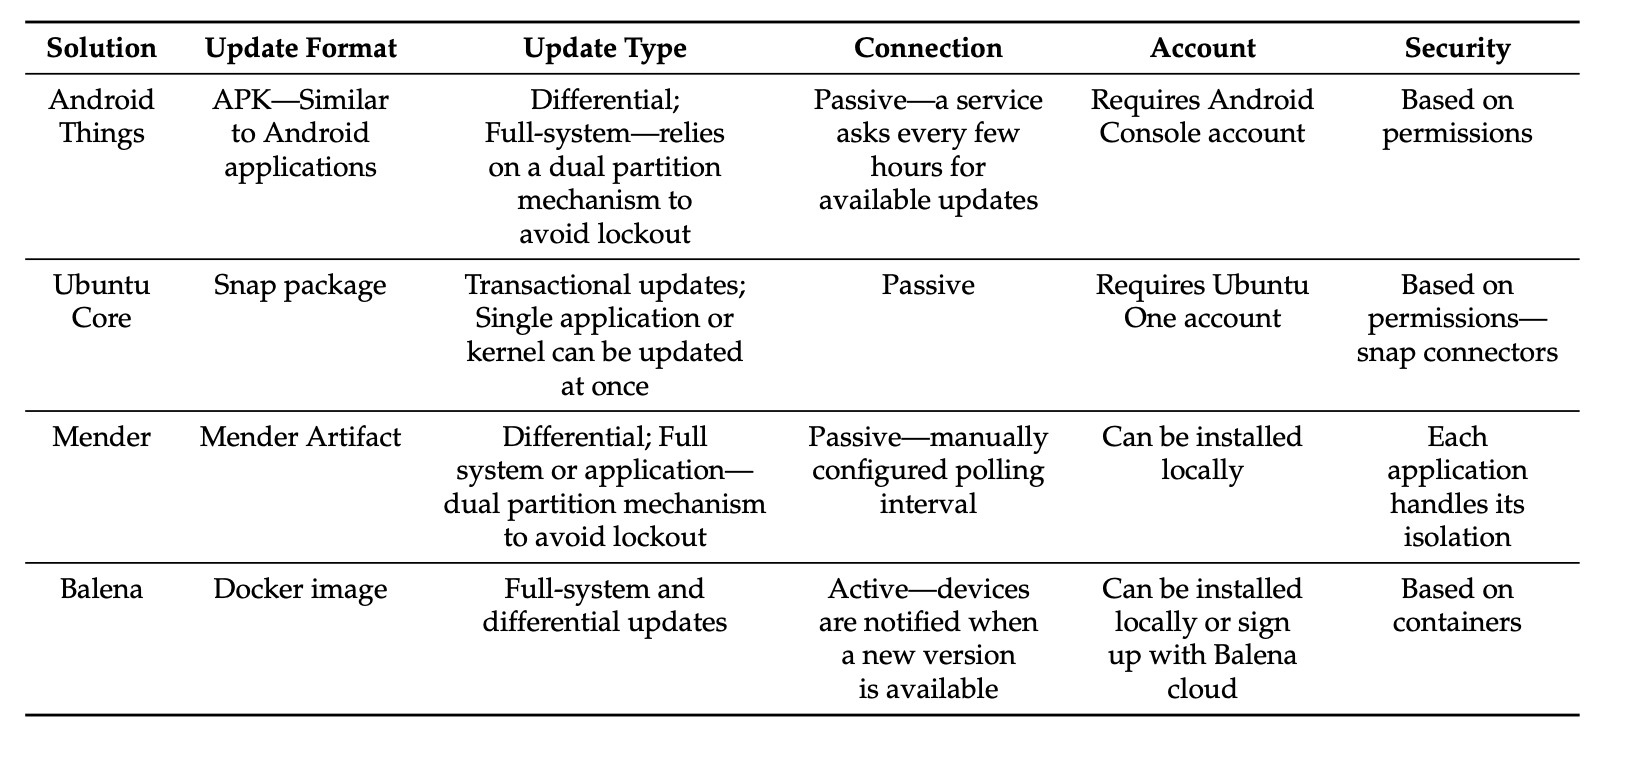 Solution Update Format Update Type Connection Account Security
Android APK—Similar Differential; Passive—a service Requires Android Based on
Things to Android Full-system—relies asks every few Console account permissions
applications on a dual partition hours for
mechanism to available updates
avoid lockout
Ubuntu Snap package Transactional updates; Passive Requires Ubuntu Based on
Core Single application or One account permissions—
kernel can be updated snap connectors
at once
Mender Mender Artifact Differential; Full Passive—manually Can be installed Each
system or application— configured polling locally application
dual partition mechanism interval handles its
to avoid lockout isolation
Balena Docker image Full-system and Active—devices Can be installed Based on
differential updates are notified when locally or sign containers
a new version up with Balena
is available cloud